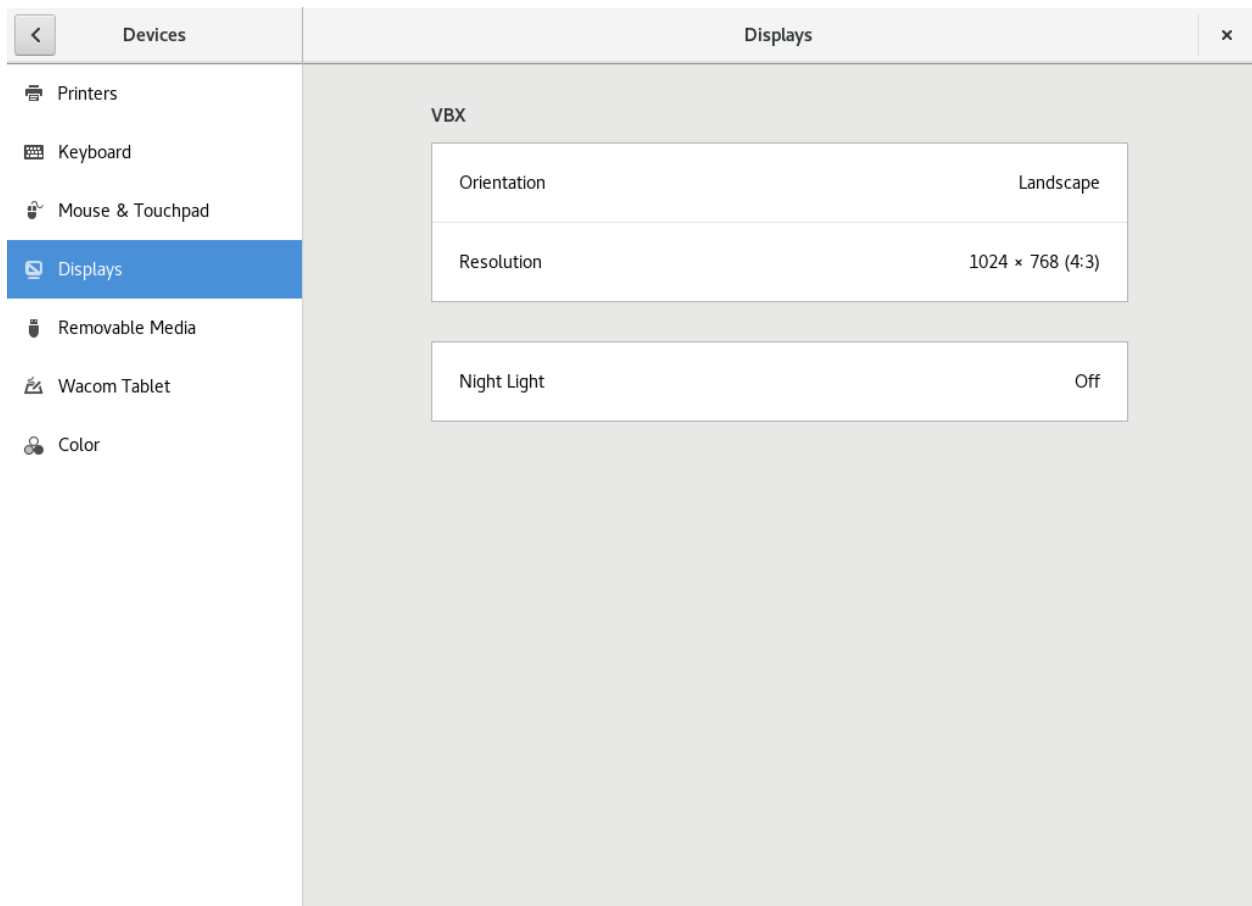 Devices
Displays
Printers
Keyboard
Mouse & Touchpad
Displays
Removable Media
Wacom Tablet
Color
VBX
Orientation Landscape
Resolution 1024 × 768 (4:3)
Night Light Off